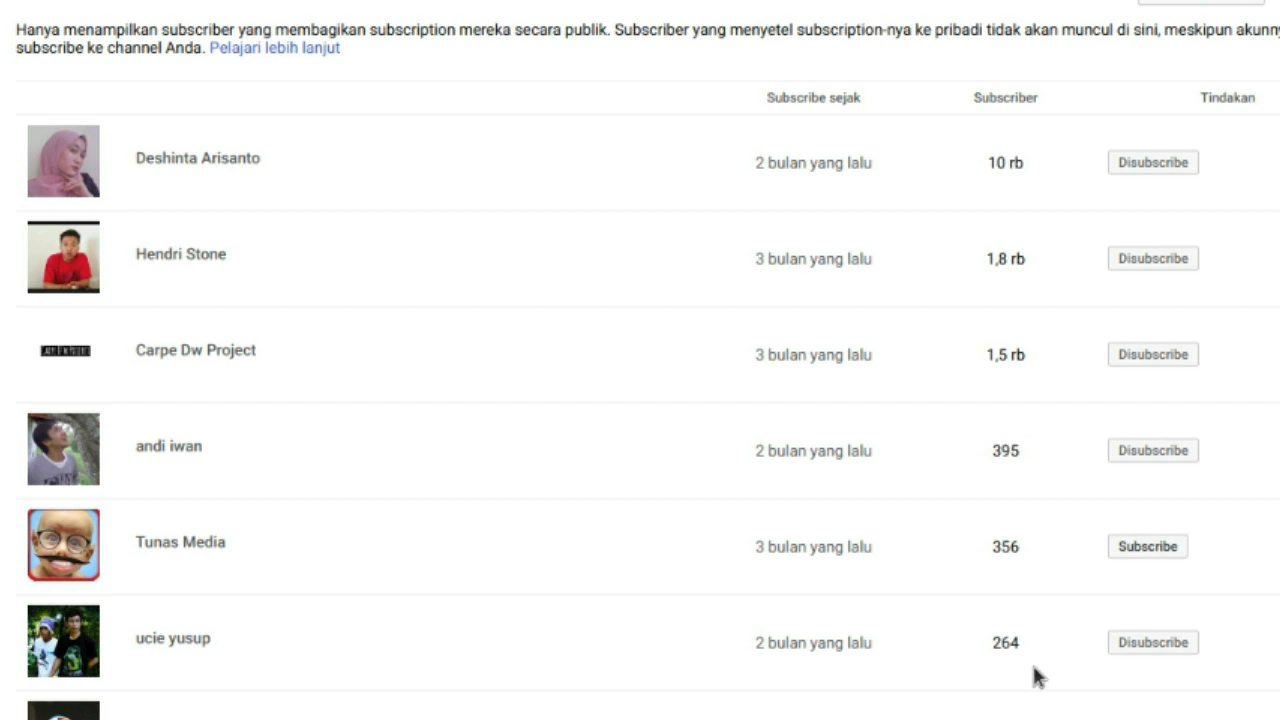 Hanya menampilkan subscriber yang membagikan subscription mereka secara publik. Subscriber yang menyetel subscription-nya ke pribadi tidak akan muncul di sini, meskipun
subscribe ke channel Anda. Pelajari lebih lanjut
Subscribe sejak Subscriber Tindakan
Deshinta Arisanto 2 bulan yang lalu 10 rb Disubscribe
Hendri Stone 3 bulan yang lalu 1,8 rb Disubscribe
Carpe Dw Project 3 bulan yang lalu 1,5 rb Disubscribe
andi iwan 2 bulan yang lalu 395 Disubscribe
Tunas Media 3 bulan yang lalu 356 Subscribe
ucie yusup 2 bulan yang lalu 264 Disubscribe